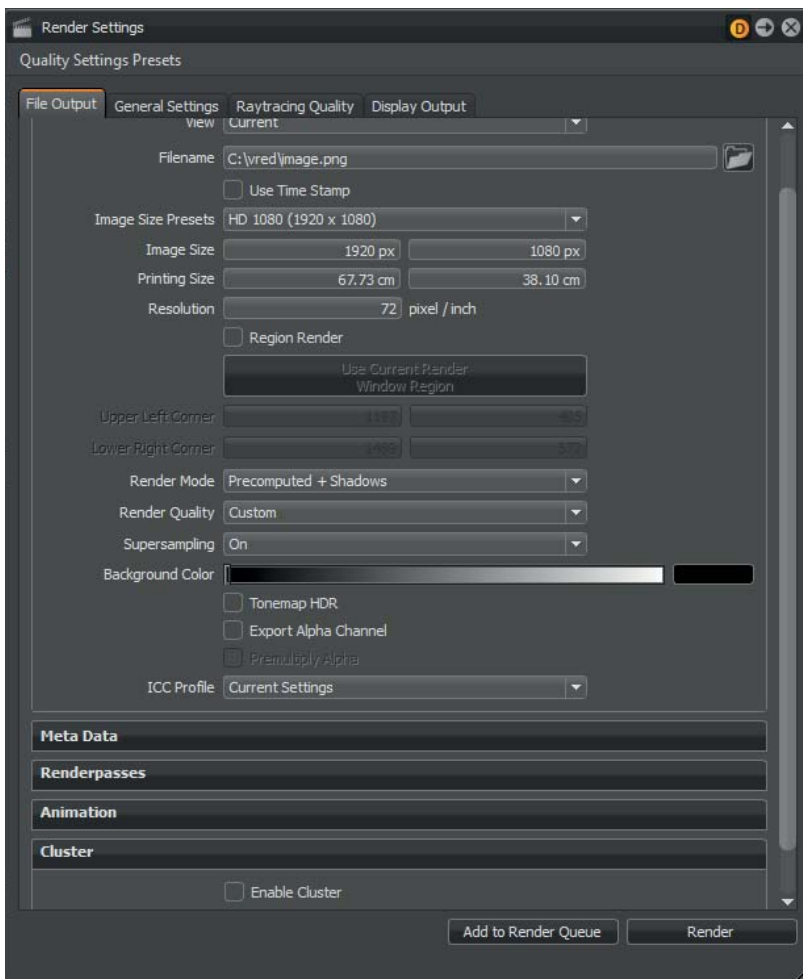 Render Settings
D
Quality Settings Presets
File Output General Settings Raytracing Quality Display Output
View Current
Filename C:\vred\image.png
Use Time Stamp
Image Size Presets HD 1080 (1920 x 1080)
Image Size 1920 px 1080 px
Printing Size 67.73 cm 38.10 cm
Resolution 72 pixel / inch
Region Render
Use Current Render
Window Region
Upper Left Corner
Lower Right Corner
Render Mode Precomputed + Shadows
Render Quality Custom
Supersampling On
Background Color
Tonemap HDR
Export Alpha Channel
Premultiply Alpha
ICC Profile Current Settings
Meta Data
Renderpasses
Animation
Cluster
Enable Cluster
Add to Render Queue Render